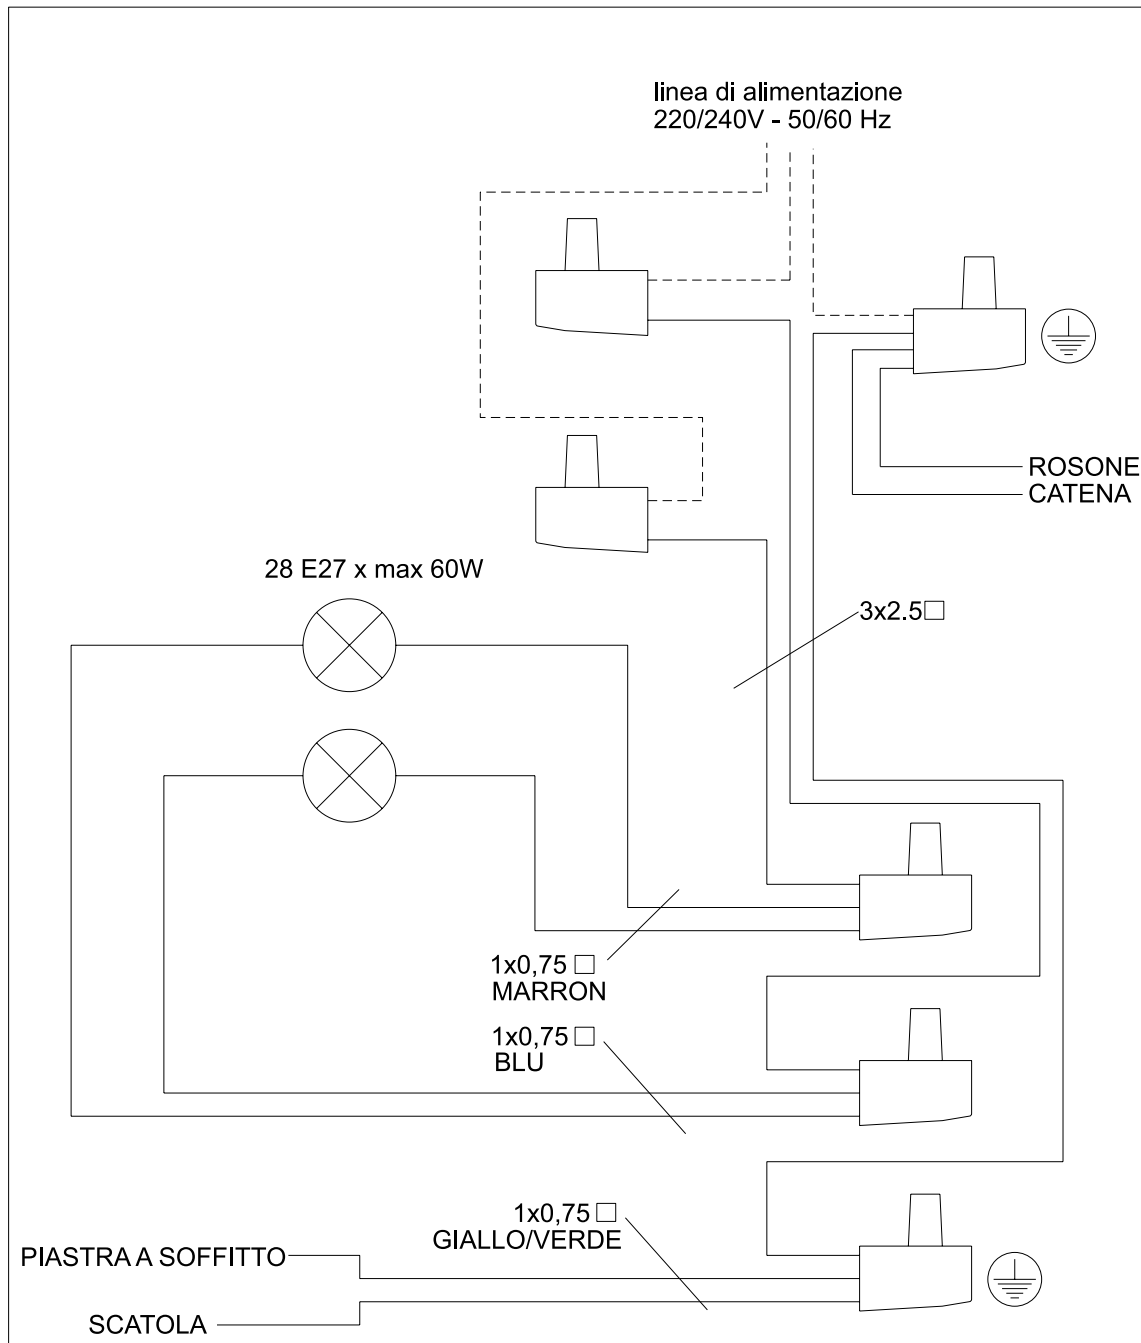 linea di alimentazione
220/240V - 50/60 Hz
ROSONE
CATENA
28 E27 x max 60W
3x2.5□
1x0,75 □
MARRON
1x0,75 □
BLU
1x0,75 □
GIALLO/VERDE
PIASTRA A SOFFITTO
SCATOLA